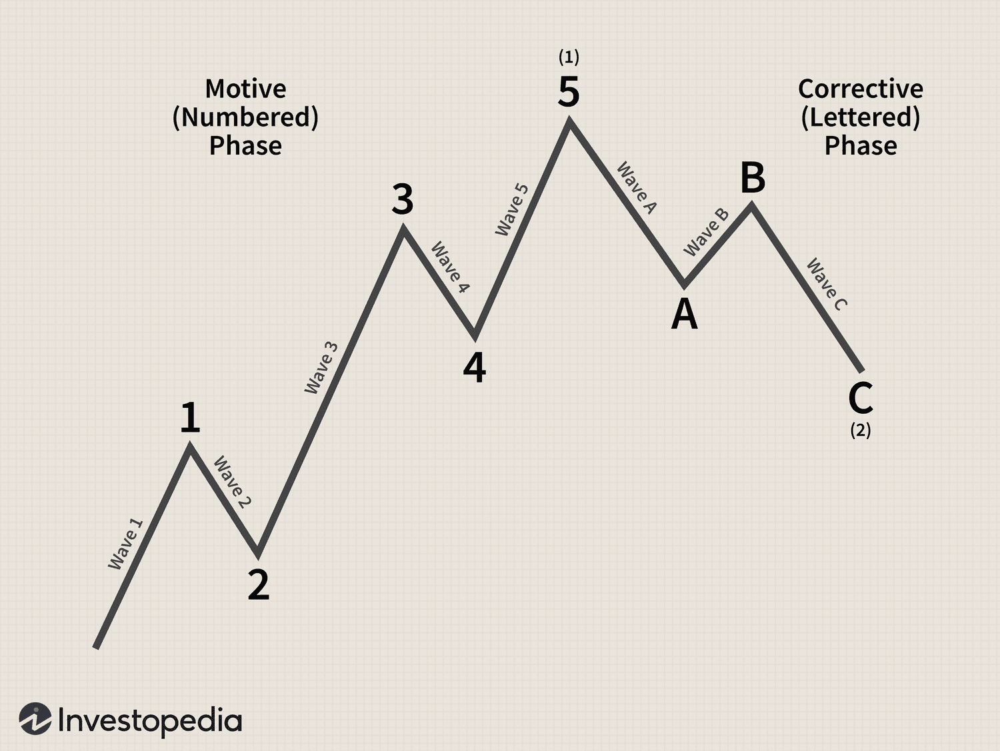 Motive
(Numbered)
Phase
Corrective
(Lettered)
Phase
(1)
5
3
B
1
4
A
2
C
(2)
Wave 1
Wave 2
Wave 3
Wave 4
Wave 5
Wave A
Wave B
Wave C
Investopedia